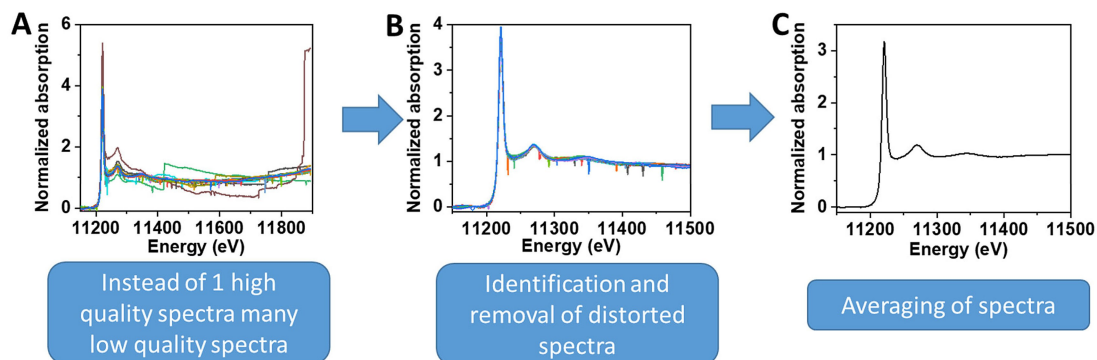 A
6
4
2
0
Normalized absorption
11200 11400 11600 11800
Energy (eV)
Instead of 1 high
quality spectra many
low quality spectra
B
4
3
2
1
0
Normalized absorption
11200 11300 11400 11500
Energy (eV)
Identification and
removal of distorted
spectra
C
3
2
1
0
Normalized absorption
11200 11300 11400 11500
Energy (eV)
Averaging of spectra